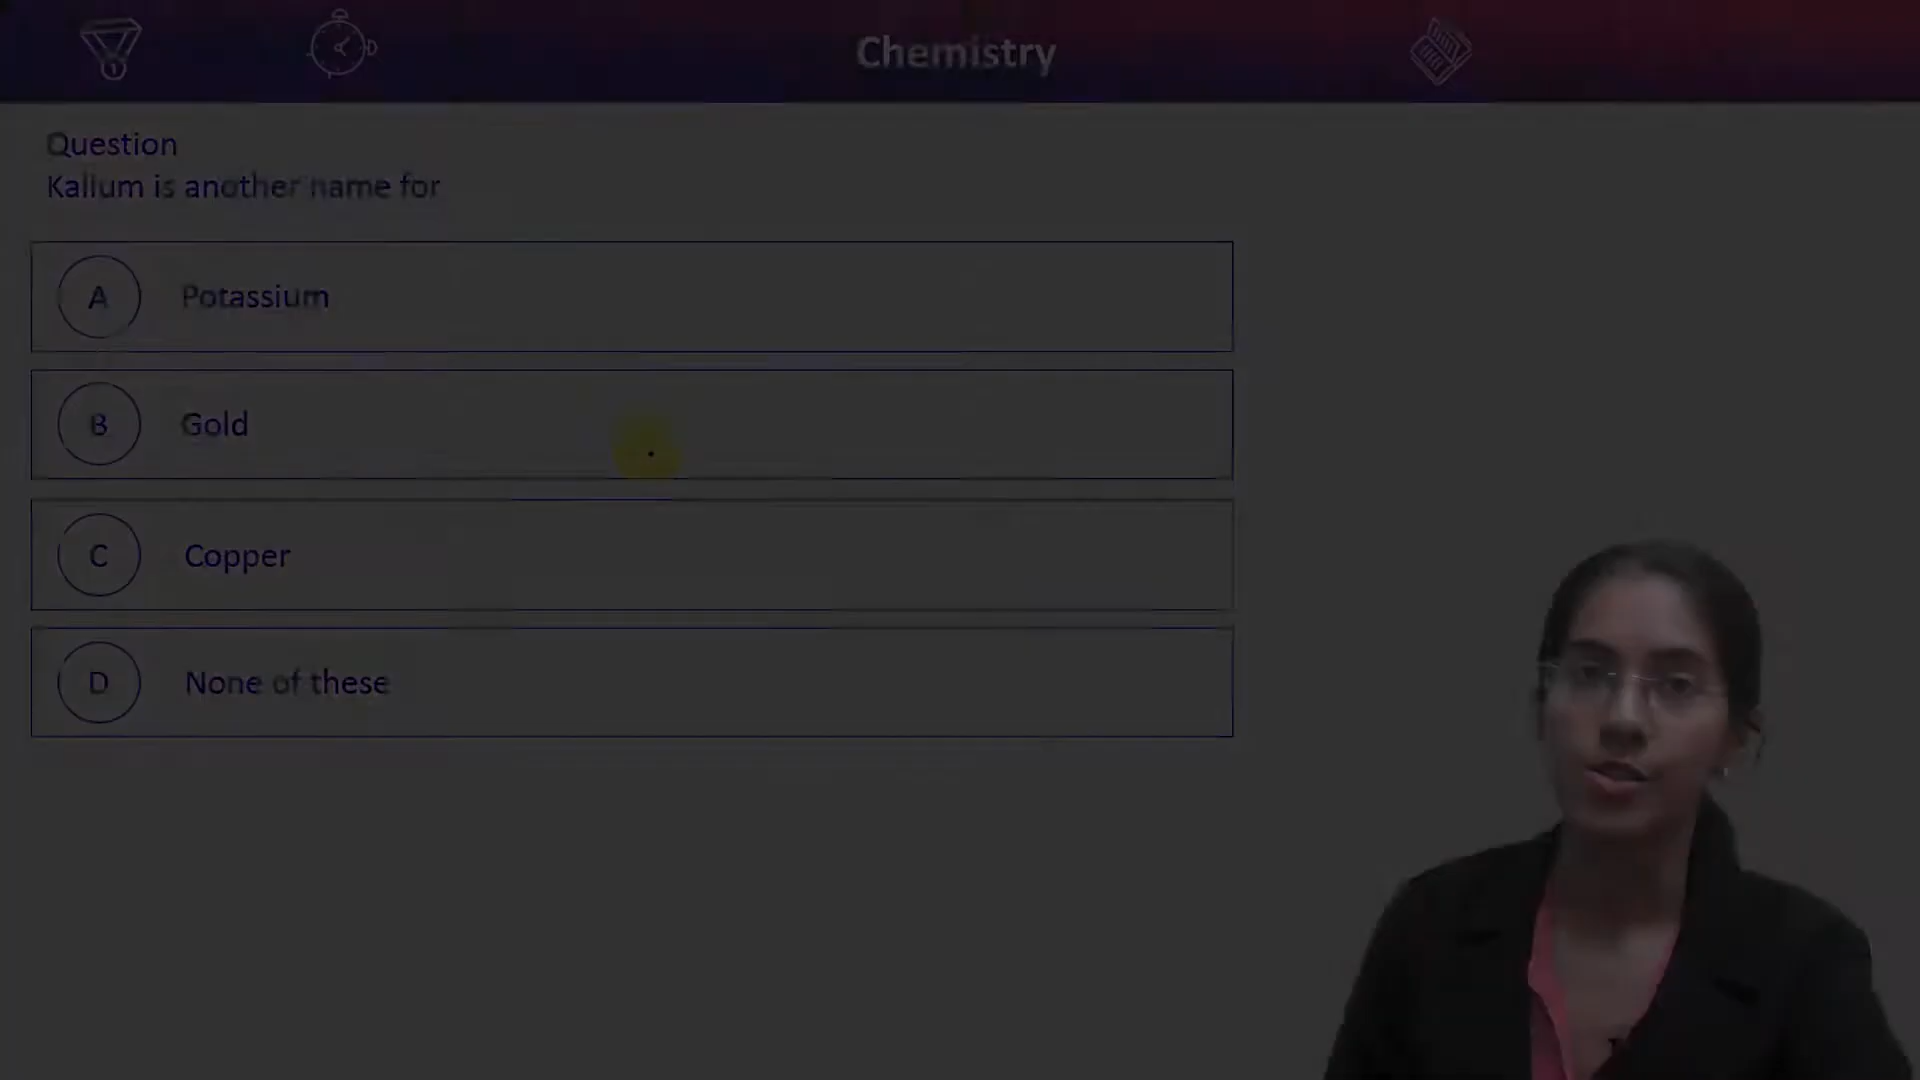 Chemistry
Question
Kalium is another name for
A Potassium
B Gold
C Copper
D None of these